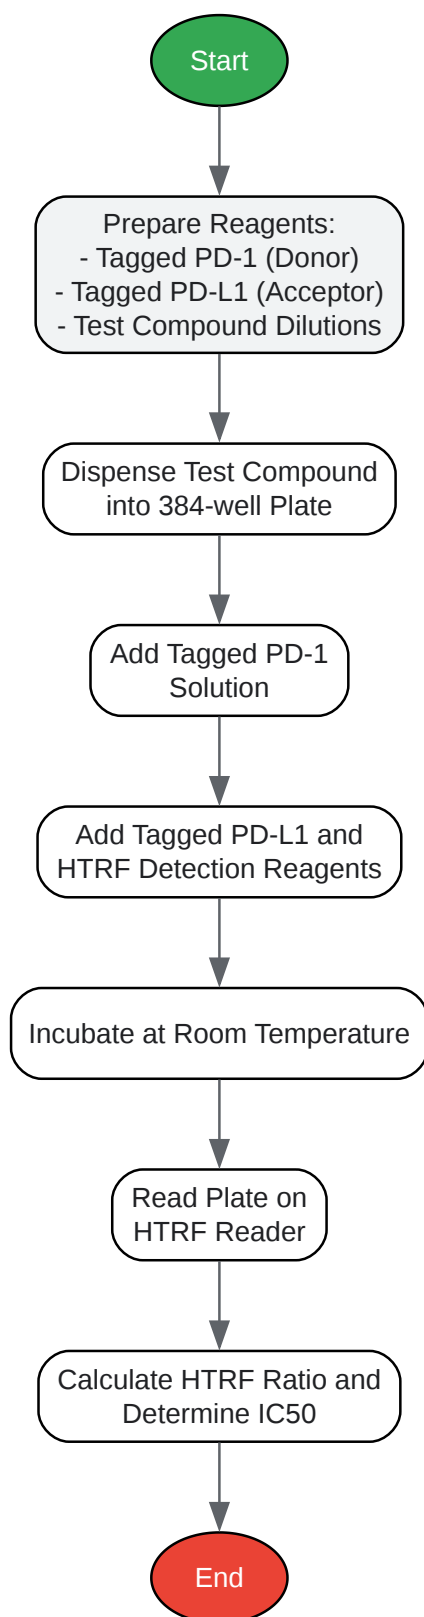 Start
Prepare Reagents:
- Tagged PD-1 (Donor)
- Tagged PD-L1 (Acceptor)
- Test Compound Dilutions
Dispense Test Compound
into 384-well Plate
Add Tagged PD-1
Solution
Add Tagged PD-L1 and
HTRF Detection Reagents
Incubate at Room Temperature
Read Plate on
HTRF Reader
Calculate HTRF Ratio and
Determine IC50
End